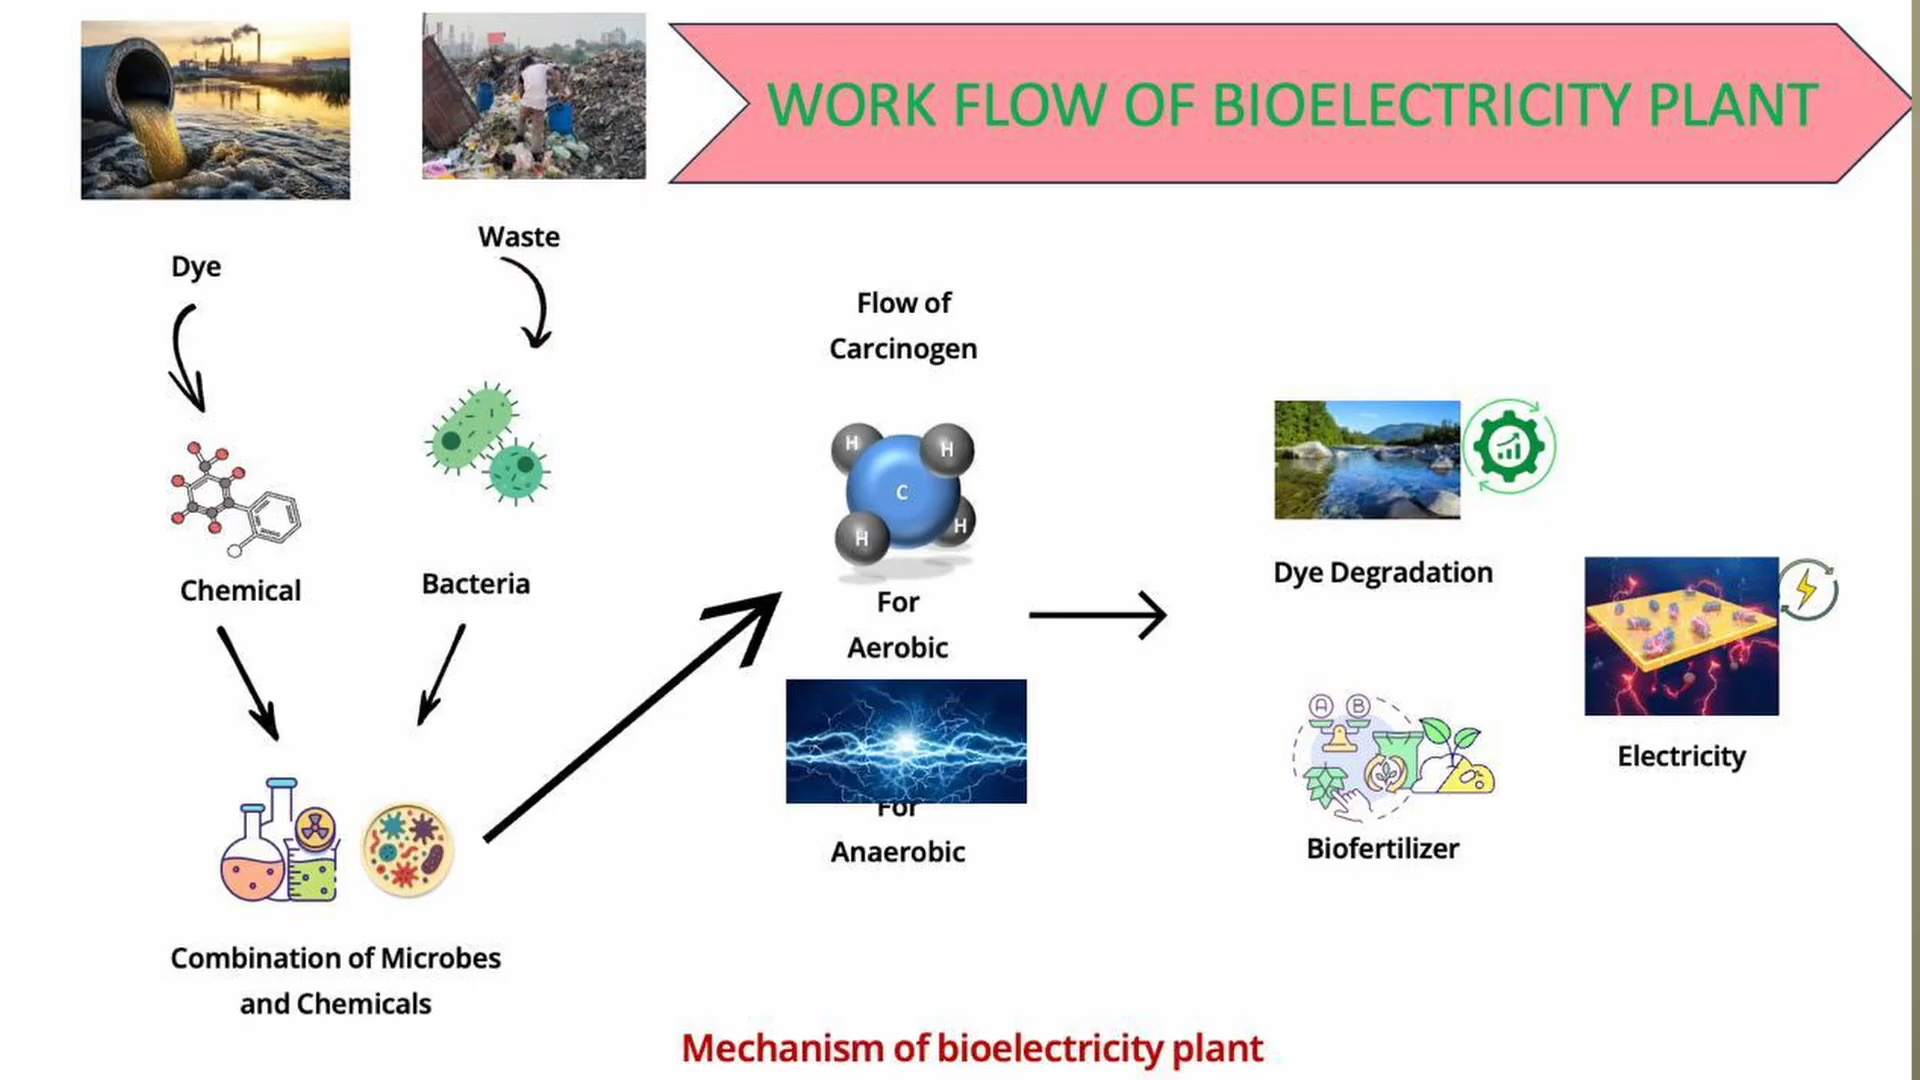 WORK FLOW OF BIOELECTRICITY PLANT
Dye
Waste
Chemical
Bacteria
Combination of Microbes
and Chemicals
Flow of
Carcinogen
H
H
C
H
H
For
Aerobic
For
Anaerobic
Dye Degradation
Electricity
A B
Biofertilizer
Mechanism of bioelectricity plant